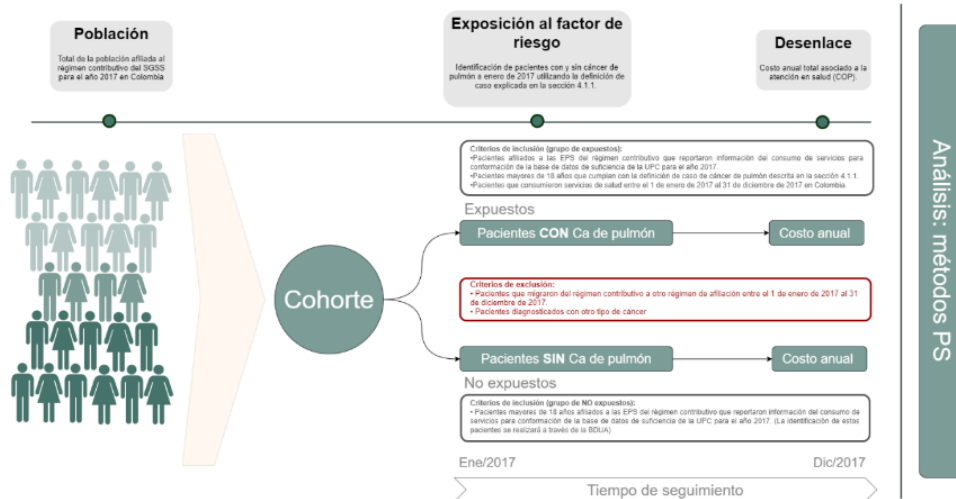 Población
Total de la población afiliada al
régimen contributivo del SGSS
para el año 2017 en Colombia.
Exposición al factor de
riesgo
Identificación de pacientes con y sin cáncer de
pulmón a enero de 2017 utilizando la definición de
caso explicada en la sección 4.1.1.
Desenlace
Costo anual total asociado a la
atención en salud (COP).
Criterios de inclusión (grupo de expuestos):
•Pacientes afiliados a las EPS del régimen contributivo que reportaron información del consumo de servicios para
conformación de la base de datos de suficiencia de la UPC para el año 2017.
•Pacientes mayores de 18 años que cumplan con la definición de caso de cáncer de pulmón descrita en la sección 4.1.1.
•Pacientes que consumieron servicios de salud entre el 1 de enero de 2017 al 31 de diciembre de 2017 en Colombia.
Expuestos
Pacientes CON Ca de pulmón
Costo anual
Cohorte
Criterios de exclusión:
• Pacientes que migraron del régimen contributivo a otro régimen de afiliación entre el 1 de enero de 2017 al 31
de diciembre de 2017.
• Pacientes diagnosticados con otro tipo de cáncer
Pacientes SIN Ca de pulmón
Costo anual
No expuestos
Criterios de inclusión (grupo de NO expuestos):
• Pacientes mayores de 18 años afiliados a las EPS del régimen contributivo que reportaron información del consumo de
servicios para conformación de la base de datos de suficiencia de la UPC para el año 2017. (La identificación de estos
pacientes se realizará a través de la BDUA)
Ene/2017
Dic/2017
Tiempo de seguimiento
Análisis: métodos PS